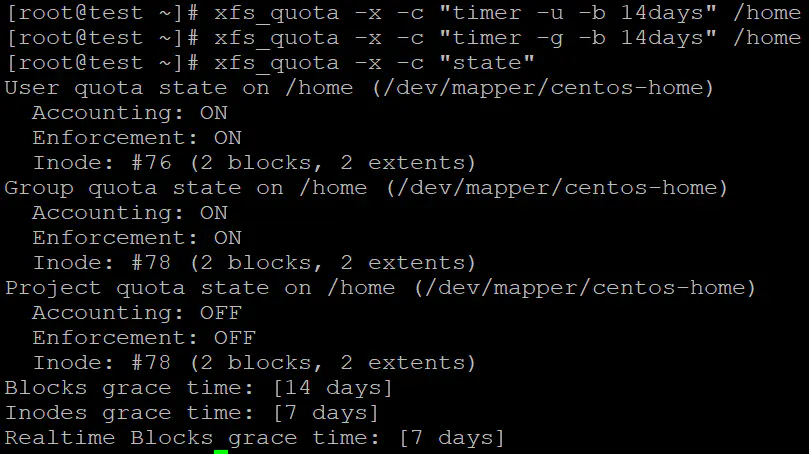 [root@test ~]# xfs_quota -x -c "timer -u -b 14days" /home
[root@test ~]# xfs_quota -x -c "timer -g -b 14days" /home
[root@test ~]# xfs_quota -x -c "state"
User quota state on /home (/dev/mapper/centos-home)
  Accounting: ON
  Enforcement: ON
  Inode: #76 (2 blocks, 2 extents)
Group quota state on /home (/dev/mapper/centos-home)
  Accounting: ON
  Enforcement: ON
  Inode: #78 (2 blocks, 2 extents)
Project quota state on /home (/dev/mapper/centos-home)
  Accounting: OFF
  Enforcement: OFF
  Inode: #78 (2 blocks, 2 extents)
Blocks grace time: [14 days]
Inodes grace time: [7 days]
Realtime Blocks grace time: [7 days]